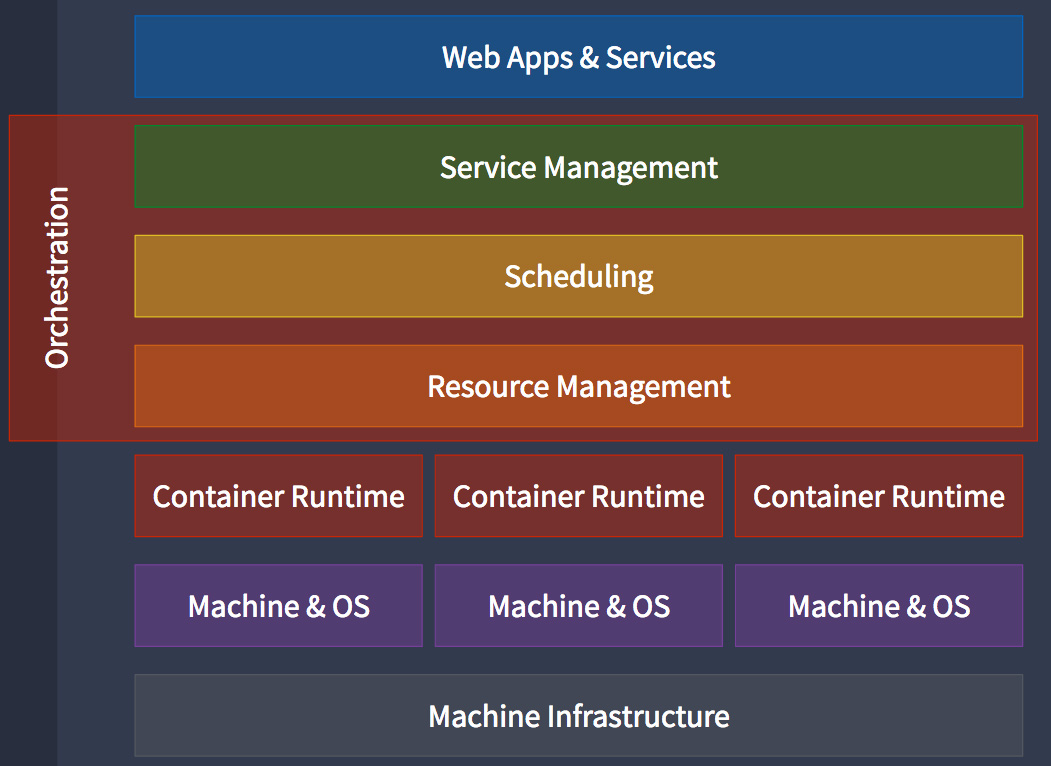 Web Apps & Services
Orchestration
Service Management
Scheduling
Resource Management
Container Runtime
Container Runtime
Container Runtime
Machine & OS
Machine & OS
Machine & OS
Machine Infrastructure